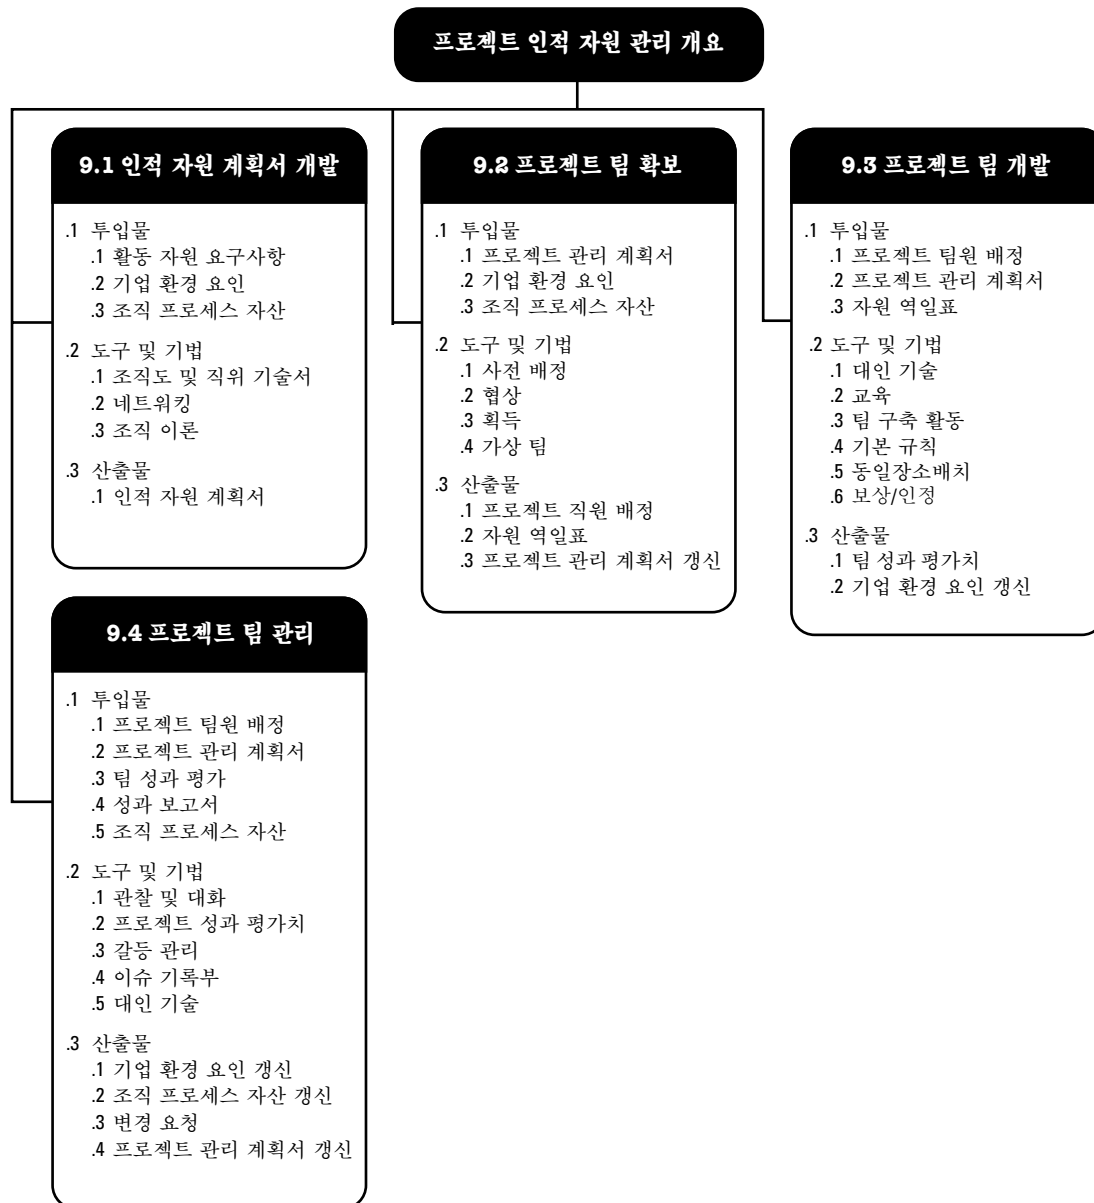 프로젝트 인적 자원 관리 개요
9.1 인적 자원 계획서 개발
.1 투입물
.1 활동 자원 요구사항
.2 기업 환경 요인
.3 조직 프로세스 자산
.2 도구 및 기법
.1 조직도 및 직위 기술서
.2 네트워킹
.3 조직 이론
.3 산출물
.1 인적 자원 계획서
9.2 프로젝트 팀 확보
.1 투입물
.1 프로젝트 관리 계획서
.2 기업 환경 요인
.3 조직 프로세스 자산
.2 도구 및 기법
.1 사전 배정
.2 협상
.3 획득
.4 가상 팀
.3 산출물
.1 프로젝트 직원 배정
.2 자원 역일표
.3 프로젝트 관리 계획서 갱신
9.3 프로젝트 팀 개발
.1 투입물
.1 프로젝트 팀원 배정
.2 프로젝트 관리 계획서
.3 자원 역일표
.2 도구 및 기법
.1 대인 기술
.2 교육
.3 팀 구축 활동
.4 기본 규칙
.5 동일장소배치
.6 보상/인정
.3 산출물
.1 팀 성과 평가치
.2 기업 환경 요인 갱신
9.4 프로젝트 팀 관리
.1 투입물
.1 프로젝트 팀원 배정
.2 프로젝트 관리 계획서
.3 팀 성과 평가
.4 성과 보고서
.5 조직 프로세스 자산
.2 도구 및 기법
.1 관찰 및 대화
.2 프로젝트 성과 평가치
.3 갈등 관리
.4 이슈 기록부
.5 대인 기술
.3 산출물
.1 기업 환경 요인 갱신
.2 조직 프로세스 자산 갱신
.3 변경 요청
.4 프로젝트 관리 계획서 갱신